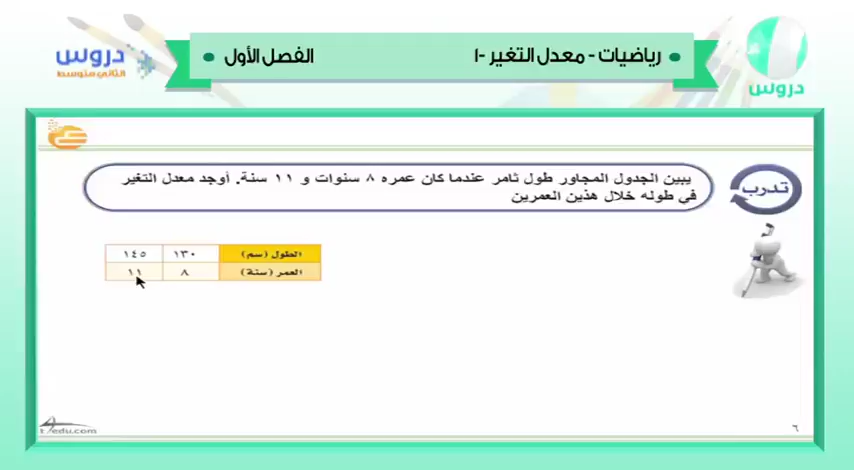 دروس
الثاني متوسط
الفصل الأول
رياضيات - معدل التغير -١
دروس
تدرب
يبين الجدول المجاور طول ثامر عندما كان عمره ٨ سنوات و ١١ سنة. أوجد معدل التغير
في طوله خلال هذين العمرين
الطول (سم) ١٣٠ ١٤٥
العمر (سنة) ٨ ١١
t4edu.com
٦